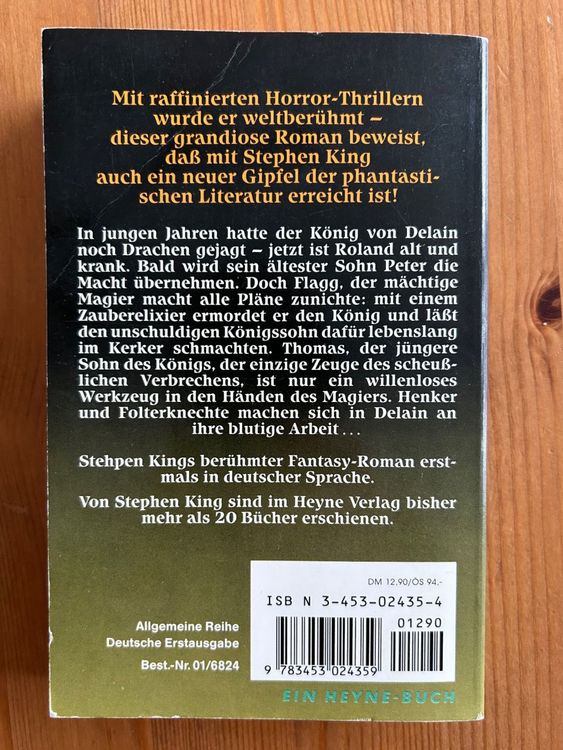 Mit raffinierten Horror-Thrillern
wurde er weltberühmt –
dieser grandiose Roman beweist,
daß mit Stephen King
auch ein neuer Gipfel der phantasti-
schen Literatur erreicht ist!
In jungen Jahren hatte der König von Delain
noch Drachen gejagt – jetzt ist Roland alt und
krank. Bald wird sein ältester Sohn Peter die
Macht übernehmen. Doch Flagg, der mächtige
Magier macht alle Pläne zunichte: mit einem
Zauberelixier ermordet er den König und läßt
den unschuldigen Königssohn dafür lebenslang
im Kerker schmachten. Thomas, der jüngere
Sohn des Königs, der einzige Zeuge des scheuß-
lichen Verbrechens, ist nur ein willenloses
Werkzeug in den Händen des Magiers. Henker
und Folterknechte machen sich in Delain an
ihre blutige Arbeit ...
Stehpen Kings berühmter Fantasy-Roman erst-
mals in deutscher Sprache.
Von Stephen King sind im Heyne Verlag bisher
mehr als 20 Bücher erschienen.
DM 12.90/ÖS 94.-
ISBN 3-453-02435-4
01290
9 783453 024359
Allgemeine Reihe
Deutsche Erstausgabe
Best.-Nr. 01/6824
EIN HEYNE-BUCH